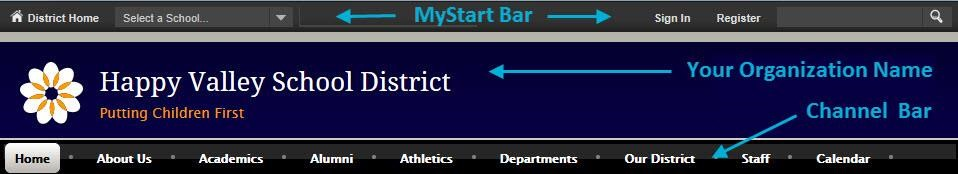 District Home Select a School... MyStart Bar Sign In Register
Happy Valley School District Your Organization Name
Putting Children First Channel Bar
Home About Us Academics Alumni Athletics Departments Our District Staff Calendar